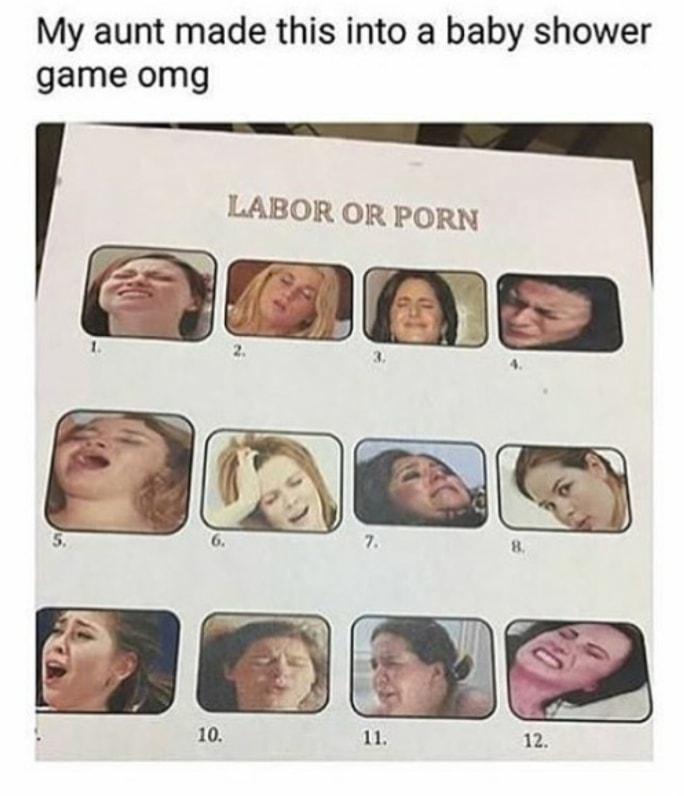 My aunt made this into a baby shower
game omg
LABOR OR PORN
1. 2. 3. 4.
5. 6. 7. 8.
10. 11. 12.